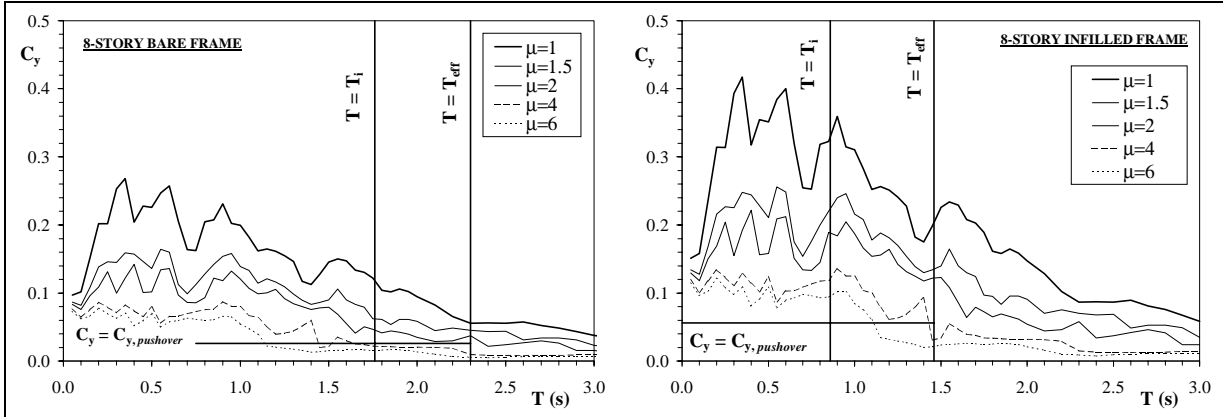 0.5
C_y
0.4
0.3
0.2
0.1
0.0
8-STORY BARE FRAME
T = T_i
T = T_eff
μ=1
μ=1.5
μ=2
μ=4
μ=6
C_y = C_y, pushover
0.0 0.5 1.0 1.5 2.0 2.5 3.0
T (s)
0.5
C_y
0.4
0.3
0.2
0.1
0.0
T = T_i
T = T_eff
8-STORY INFILLED FRAME
μ=1
μ=1.5
μ=2
μ=4
μ=6
C_y = C_y, pushover
0.0 0.5 1.0 1.5 2.0 2.5 3.0
T (s)